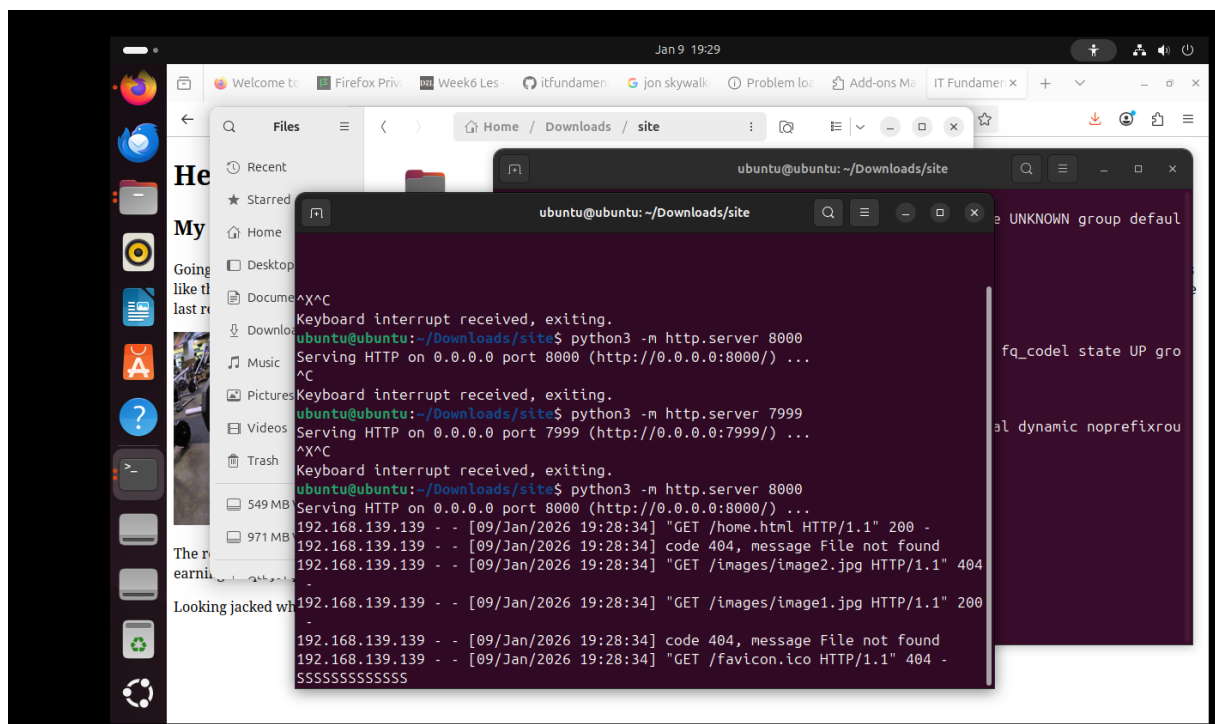 Jan 9 19:29
Welcome to
Firefox Priv
Week6 Les
itfundamen
jon skywalk
Problem loa
Add-ons Ma
IT Fundamen
Files
Home / Downloads / site
He
My
Going
like th
last re
The re
earnin
Looking jacked wh
Recent
Starred
Home
Desktop
Docume
Downloa
Music
Pictures
Videos
Trash
549 MB V
971 MB V
ubuntu@ubuntu: ~/Downloads/site
e UNKNOWN group defaul
fq_codel state UP gro
al dynamic noprefixrou
ubuntu@ubuntu: ~/Downloads/site
^X^C
Keyboard interrupt received, exiting.
ubuntu@ubuntu:~/Downloads/site$ python3 -m http.server 8000
Serving HTTP on 0.0.0.0 port 8000 (http://0.0.0.0:8000/) ...
^C
Keyboard interrupt received, exiting.
ubuntu@ubuntu:~/Downloads/site$ python3 -m http.server 7999
Serving HTTP on 0.0.0.0 port 7999 (http://0.0.0.0:7999/) ...
^X^C
Keyboard interrupt received, exiting.
ubuntu@ubuntu:~/Downloads/site$ python3 -m http.server 8000
Serving HTTP on 0.0.0.0 port 8000 (http://0.0.0.0:8000/) ...
192.168.139.139 - - [09/Jan/2026 19:28:34] "GET /home.html HTTP/1.1" 200 -
192.168.139.139 - - [09/Jan/2026 19:28:34] code 404, message File not found
192.168.139.139 - - [09/Jan/2026 19:28:34] "GET /images/image2.jpg HTTP/1.1" 404
-
192.168.139.139 - - [09/Jan/2026 19:28:34] "GET /images/image1.jpg HTTP/1.1" 200
-
192.168.139.139 - - [09/Jan/2026 19:28:34] code 404, message File not found
192.168.139.139 - - [09/Jan/2026 19:28:34] "GET /favicon.ico HTTP/1.1" 404 -
SSSSSSSSSSSSS